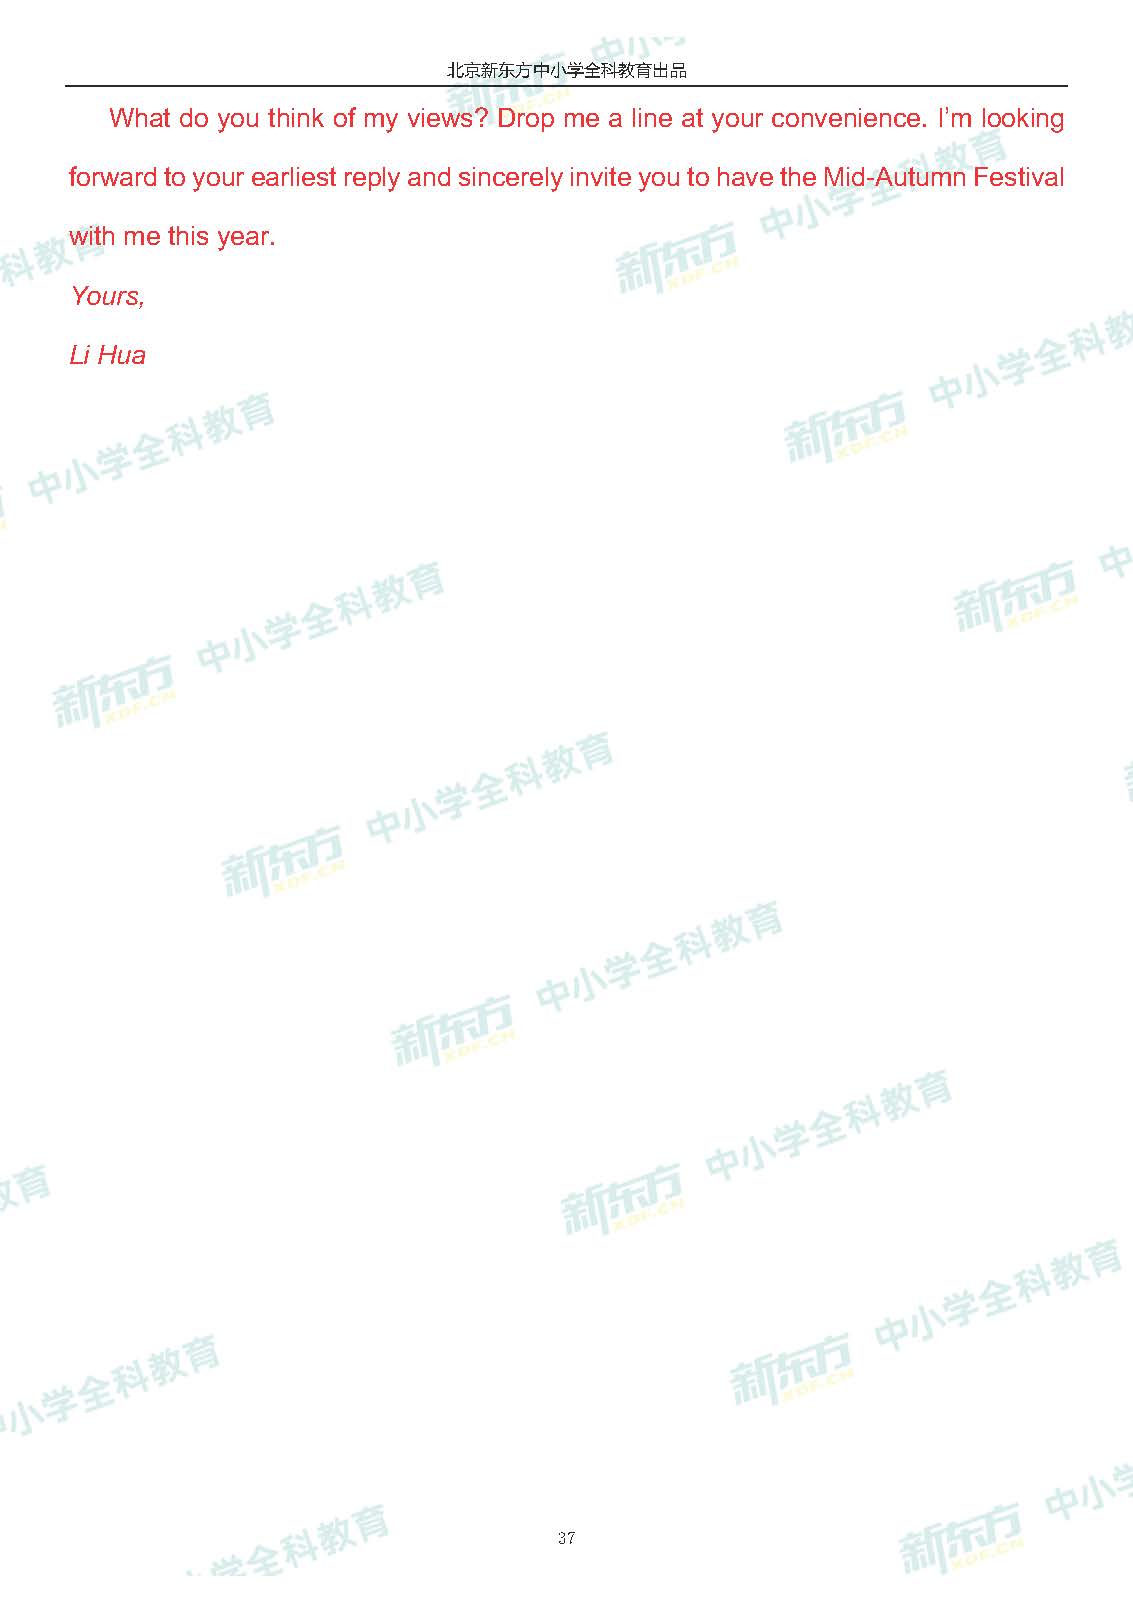 北京新东方中小学全科教育出品
What do you think of my views? Drop me a line at your convenience. I’m looking
forward to your earliest reply and sincerely invite you to have the Mid-Autumn Festival
with me this year.
Yours,
Li Hua
新东方 XDF.CN 中小学全科教育
37